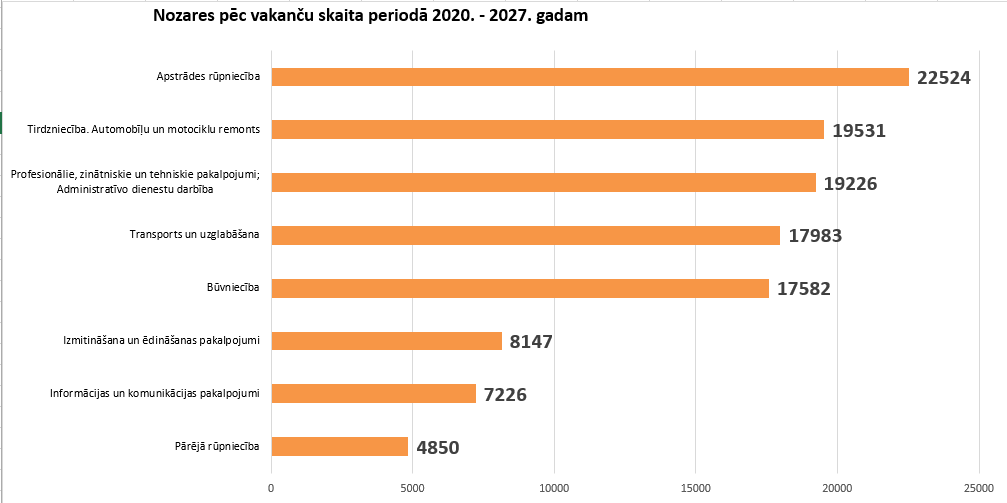 Nozares pēc vakanču skaita periodā 2020. - 2027. gadam
Apstrādes rūpniecība
22524
Tirdzniecība. Automobīļu un motociklu remonts
19531
Profesionālie, zinātniskie un tehniskie pakalpojumi;
Administratīvo dienestu darbība
19226
Transports un uzglabāšana
17983
Būvniecība
17582
Izmitināšana un ēdināšanas pakalpojumi
8147
Informācijas un komunikācijas pakalpojumi
7226
Pārējā rūpniecība
4850
0 5000 10000 15000 20000 25000